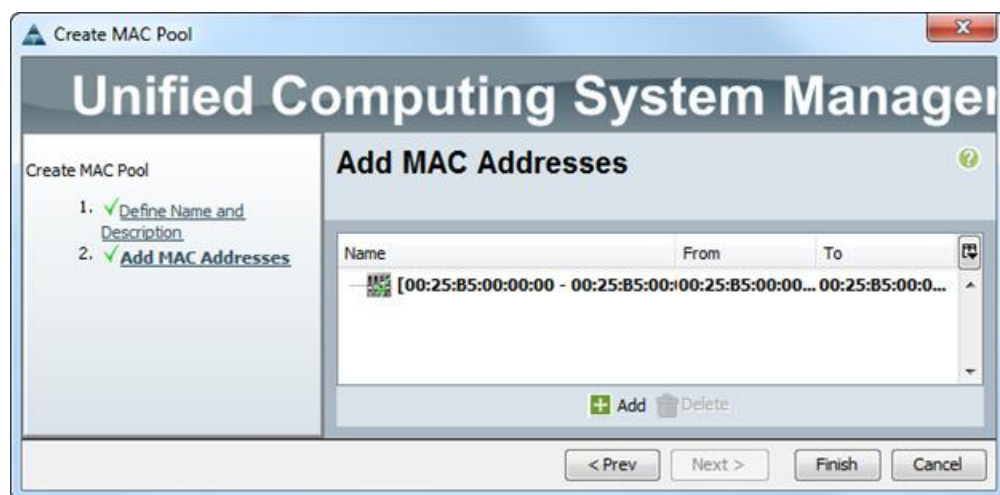 Create MAC Pool
Unified Computing System Manager
Create MAC Pool
1. Define Name and
Description
2. Add MAC Addresses
Add MAC Addresses
Name From To
[00:25:B5:00:00:00 - 00:25:B5:00:00:25:B5:00:00... 00:25:B5:00:0...
Add Delete
< Prev Next > Finish Cancel